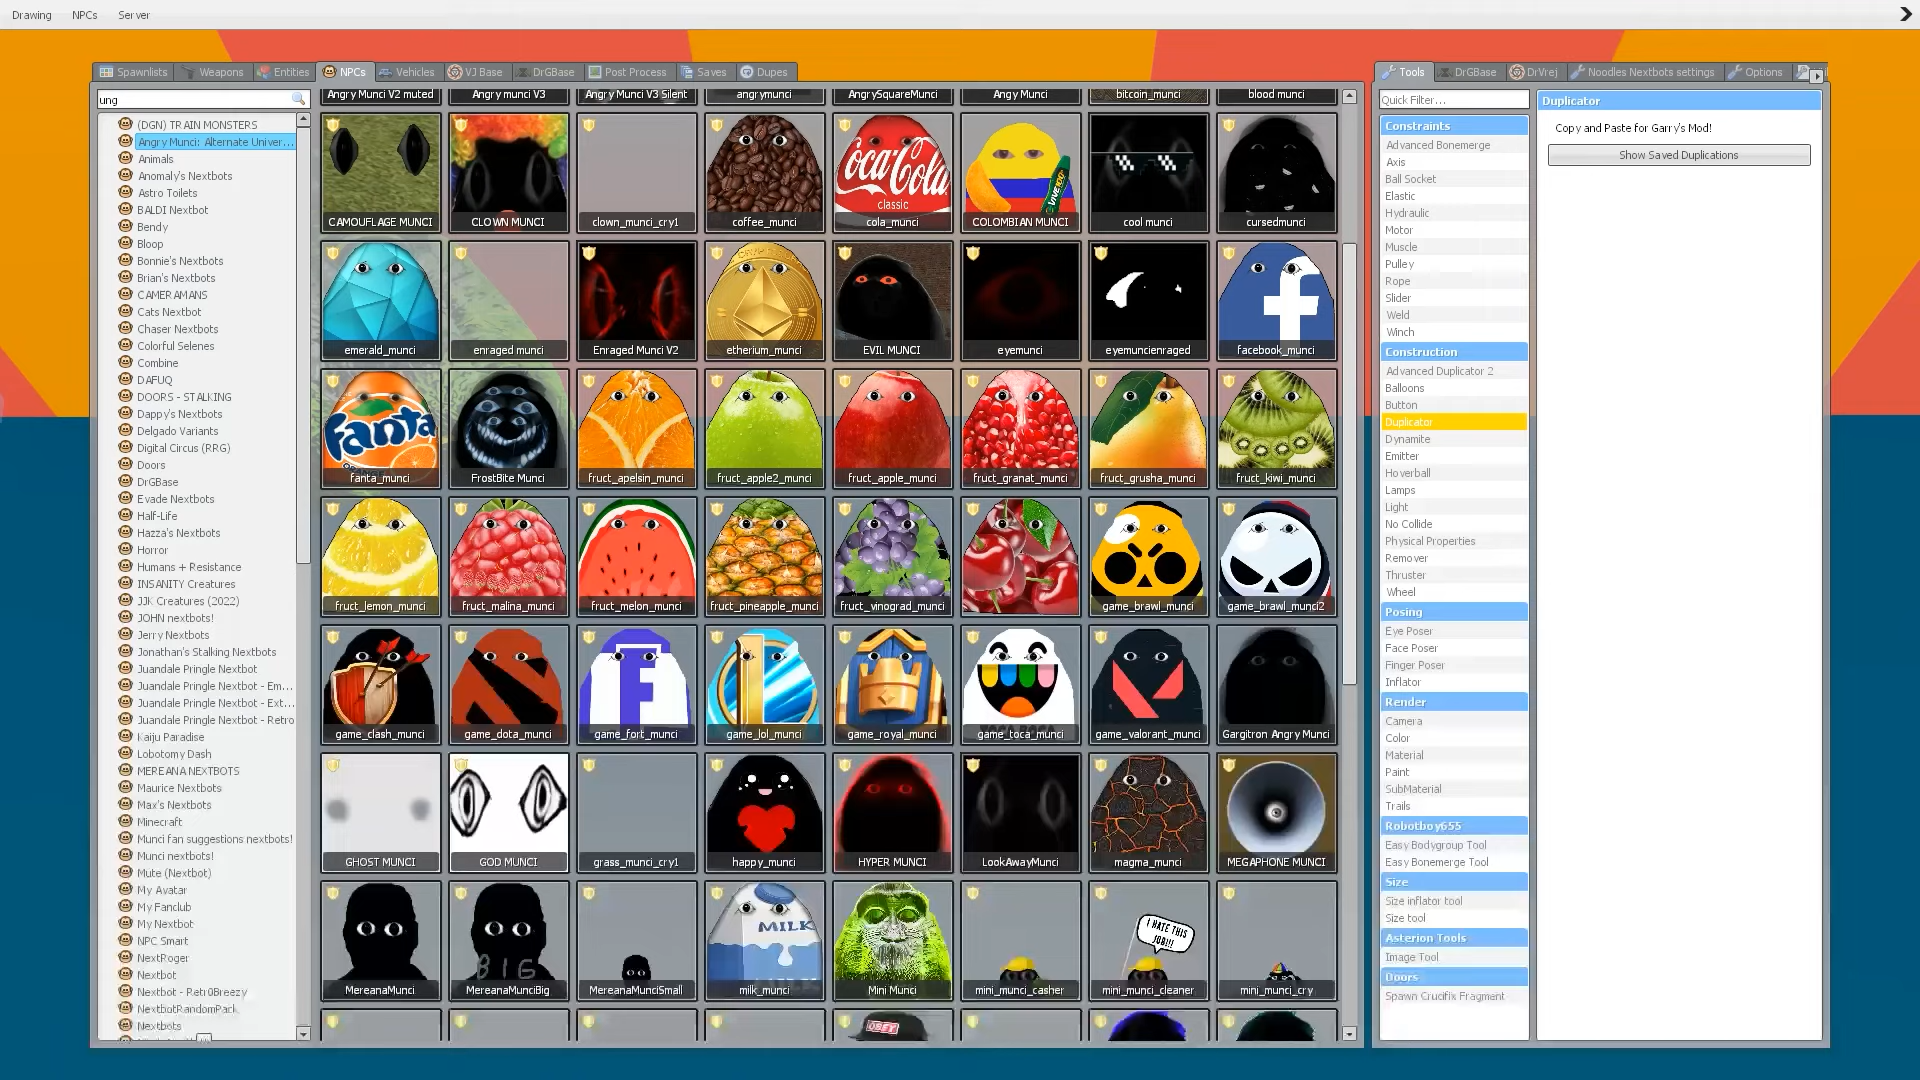 Drawing NPCs Server
Spawnlists Weapons Entities NPCs Vehicles VJ Base DrGBase Post Process Saves Dupes
Tools DrGBase DrVrej Noodles Nextbots settings Options
ung
(DGN) TRAIN MONSTERS
Angry Munci: Alternate Univer...
Animals
Anomaly's Nextbots
Astro Toilets
BALDI Nextbot
Bendy
Bloop
Bonnie's Nextbots
Brian's Nextbots
CAMERAMANS
Cats Nextbot
Chaser Nextbots
Colorful Selenes
Combine
DAFUQ
DOORS - STALKING
Dappy's Nextbots
Delgado Variants
Digital Circus (RRG)
Doors
DrGBase
Evade Nextbots
Half-Life
Hazza's Nextbots
Horror
Humans + Resistance
INSANITY Creatures
JJK Creatures (2022)
JOHN nextbots!
Jerry Nextbots
Jonathan's Stalking Nextbots
Juandale Pringle Nextbot
Juandale Pringle Nextbot - Em...
Juandale Pringle Nextbot - Ext...
Juandale Pringle Nextbot - Retro
Kaiju Paradise
Lobotomy Dash
MEREANA NEXTBOTS
Maurice Nextbots
Max's Nextbots
Minecraft
Munci fan suggestions nextbots!
Munci nextbots!
Mute (Nextbot)
My Avatar
My Fanclub
My Nextbot
NPC Smart
NextRoger
Nextbot
Nextbot - Retr0Breezy
NextbotRandomPack
Nextbots
Angry Munci V2 muted
Angry munci V3
Angry Munci V3 Silent
angrymunci
AngrySquareMunci
Angy Munci
bitcoin_munci
blood munci
Coca-Cola
classic
VIVE100
CAMOUFLAGE MUNCI
CLOWN MUNCI
clown_munci_cry1
coffee_munci
cola_munci
COLOMBIAN MUNCI
cool munci
cursedmunci
f
emerald_munci
enraged munci
Enraged Munci V2
etherium_munci
EVIL MUNCI
eyemunci
eyemuncienraged
facebook_munci
Fanta
fanta_munci
FrostBite Munci
fruct_apelsin_munci
fruct_apple2_munci
fruct_apple_munci
fruct_granat_munci
fruct_grusha_munci
fruct_kiwi_munci
fruct_lemon_munci
fruct_malina_munci
fruct_melon_munci
fruct_pineapple_munci
fruct_vinograd_munci
game_brawl_munci
game_brawl_munci2
F
game_clash_munci
game_dota_munci
game_fort_munci
game_lol_munci
game_royal_munci
game_toca_munci
game_valorant_munci
Gargitron Angry Munci
GHOST MUNCI
GOD MUNCI
grass_munci_cry1
happy_munci
HYPER MUNCI
LookAwayMunci
magma_munci
MEGAPHONE MUNCI
BIG
MILK
I HATE THIS
JOB!!!
MereanaMunci
MereanaMunciBig
MereanaMunciSmall
milk_munci
Mini Munci
mini_munci_casher
mini_munci_cleaner
mini_munci_cry
OBEY
Quick Filter...
Constraints
Advanced Bonemerge
Axis
Ball Socket
Elastic
Hydraulic
Motor
Muscle
Pulley
Rope
Slider
Weld
Winch
Construction
Advanced Duplicator 2
Balloons
Button
Duplicator
Dynamite
Emitter
Hoverball
Lamps
Light
No Collide
Physical Properties
Remover
Thruster
Wheel
Posing
Eye Poser
Face Poser
Finger Poser
Inflator
Render
Camera
Color
Material
Paint
SubMaterial
Trails
Robotboy655
Easy Bodygroup Tool
Easy Bonemerge Tool
Size
Size inflator tool
Size tool
Asterion Tools
Image Tool
Doors
Spawn Crucifix Fragment
Duplicator
Copy and Paste for Garry's Mod!
Show Saved Duplications